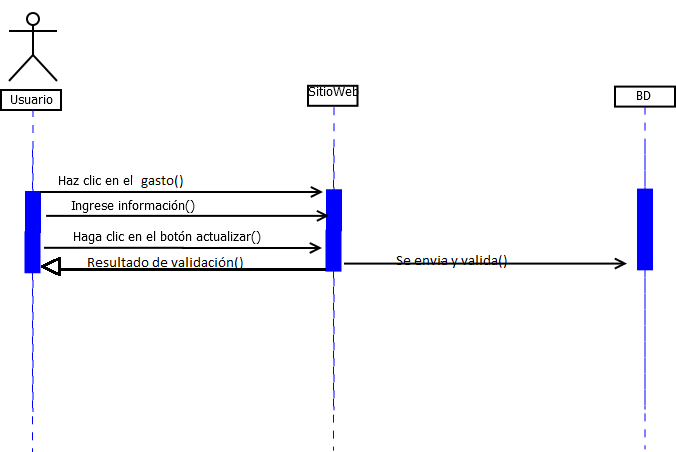 Usuario
SitioWeb
BD
Haz clic en el gasto()
Ingrese información()
Haga clic en el botón actualizar()
Resultado de validación()
Se envia y valida()